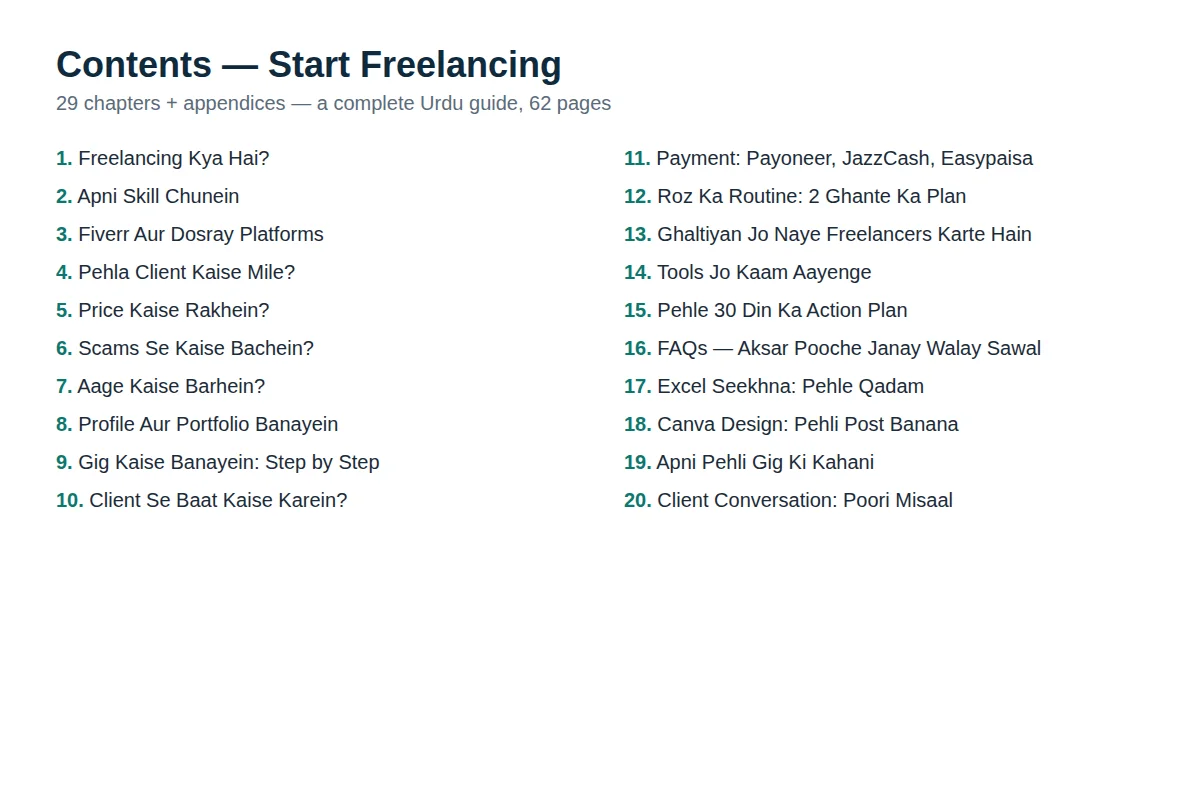 Contents — Start Freelancing
29 chapters + appendices — a complete Urdu guide, 62 pages
1. Freelancing Kya Hai?
2. Apni Skill Chunein
3. Fiverr Aur Dosray Platforms
4. Pehla Client Kaise Mile?
5. Price Kaise Rakhein?
6. Scams Se Kaise Bachein?
7. Aage Kaise Barhein?
8. Profile Aur Portfolio Banayein
9. Gig Kaise Banayein: Step by Step
10. Client Se Baat Kaise Karein?
11. Payment: Payoneer, JazzCash, Easypaisa
12. Roz Ka Routine: 2 Ghante Ka Plan
13. Ghaltiyan Jo Naye Freelancers Karte Hain
14. Tools Jo Kaam Aayenge
15. Pehle 30 Din Ka Action Plan
16. FAQs — Aksar Pooche Janay Walay Sawal
17. Excel Seekhna: Pehle Qadam
18. Canva Design: Pehli Post Banana
19. Apni Pehli Gig Ki Kahani
20. Client Conversation: Poori Misaal